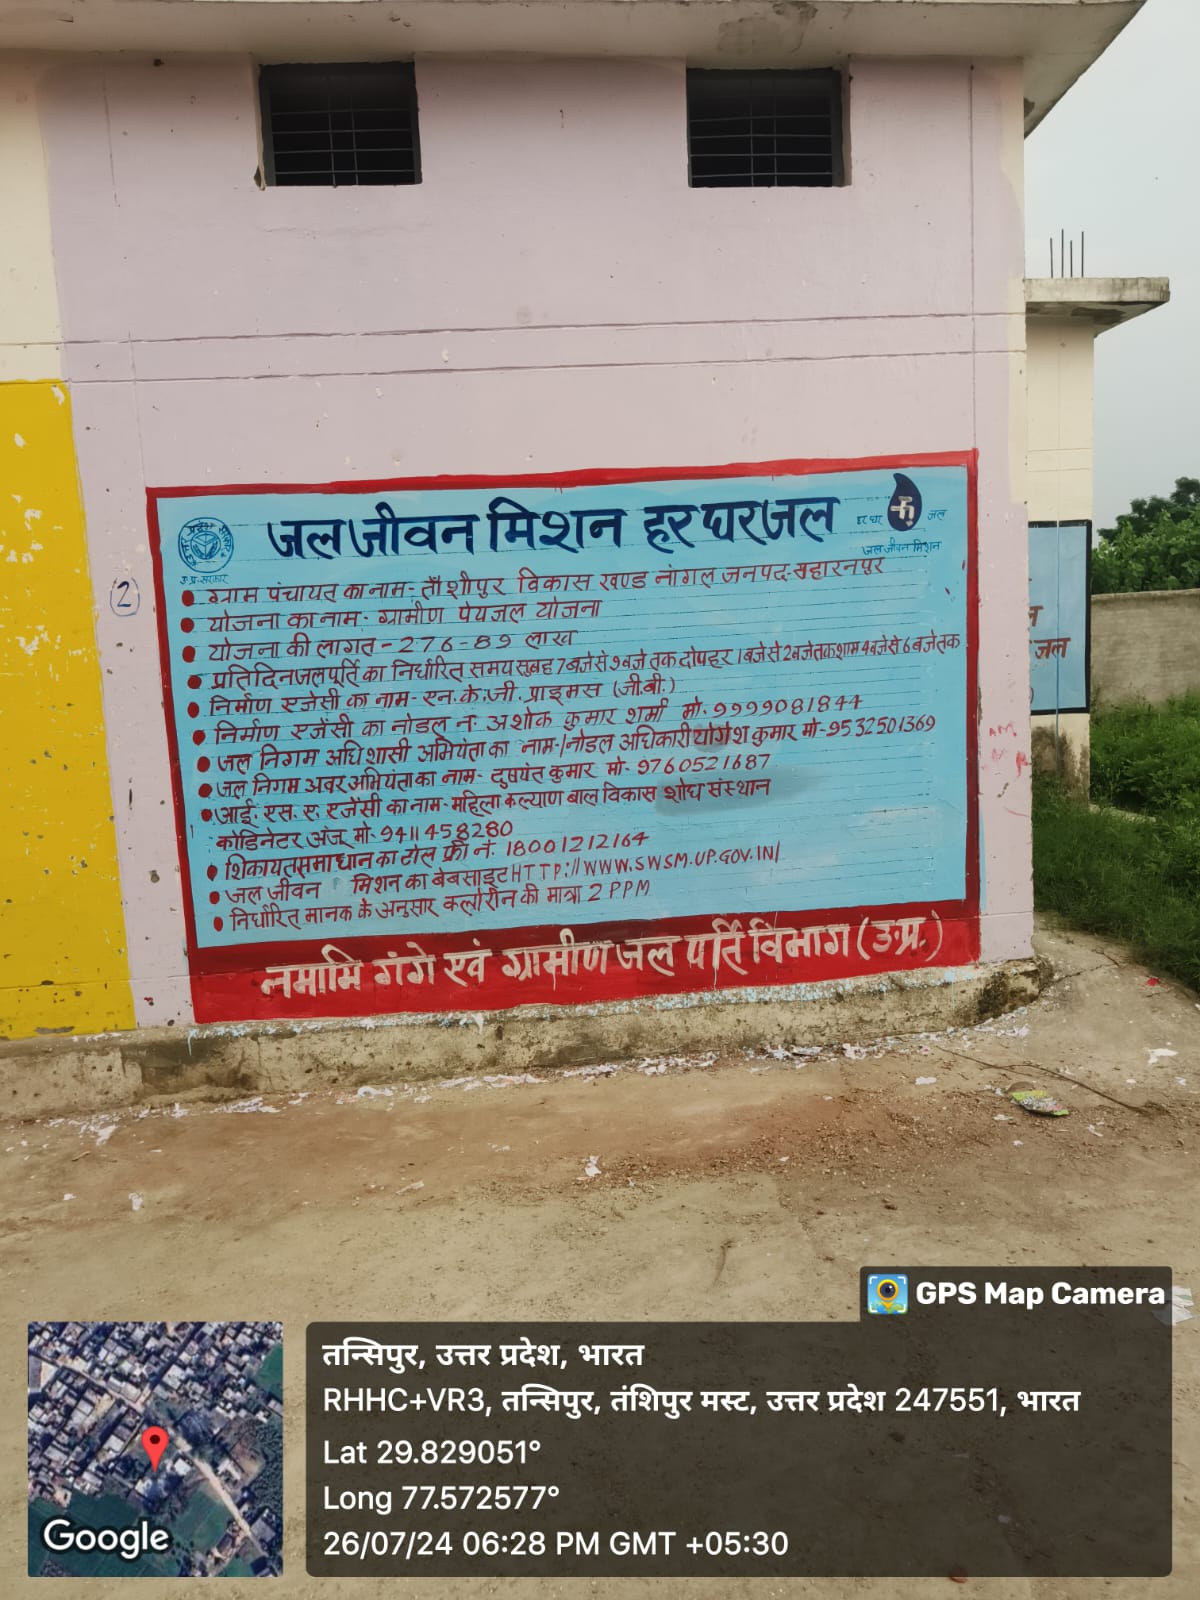 जल जीवन मिशन हर घर जल
हर घर जल
जल जीवन मिशन
उत्तर प्रदेश सरकार
उ.प्र. सरकार
2
ग्राम पंचायत का नाम:- तौंशीपुर विकास खण्ड नांगल जनपद-सहारनपुर
योजना का नाम:- ग्रामीण पेयजल योजना
योजना की लागत - 276-89 लाख
प्रतिदिन जलपूर्ति का निर्धारित समय सुबह 7 बजे से 9 बजे तक दोपहर 1 बजे से 2 बजे तक शाम 4 बजे से 6 बजे तक
निर्माण एजेंसी का नाम- एन.के.जी. प्राइमस (जे.वी.)
निर्माण एजेंसी का नोडल नं. अशोक कुमार शर्मा मो. 9999081844
जल निगम अधिशासी अभियंता का नाम-/नोडल अधिकारी योगेश कुमार मो-9532501369
जल निगम अवर अभियंता का नाम- दुष्यंत कुमार मो- 9760521687
आई. एस. ए. एजेंसी का नाम- महिला कल्याण बाल विकास शोध संस्थान
कोडिनेटर अंजू मो- 9411458280
शिकायत समाधान का टोल फ्री नं. 18001212164
जल जीवन मिशन का बेबसाइट HTTP://WWW.SWSM.UP.GOV.IN/
निर्धारित मानक के अनुसार क्लोरीन की मात्रा 2 PPM
नमामि गंगे एवं ग्रामीण जल पूर्ति विभाग (उ.प्र.)
जल
GPS Map Camera
तन्सिपुर, उत्तर प्रदेश, भारत
RHHC+VR3, तन्सिपुर, तंशिपुर मस्ट, उत्तर प्रदेश 247551, भारत
Lat 29.829051°
Long 77.572577°
26/07/24 06:28 PM GMT +05:30
Google